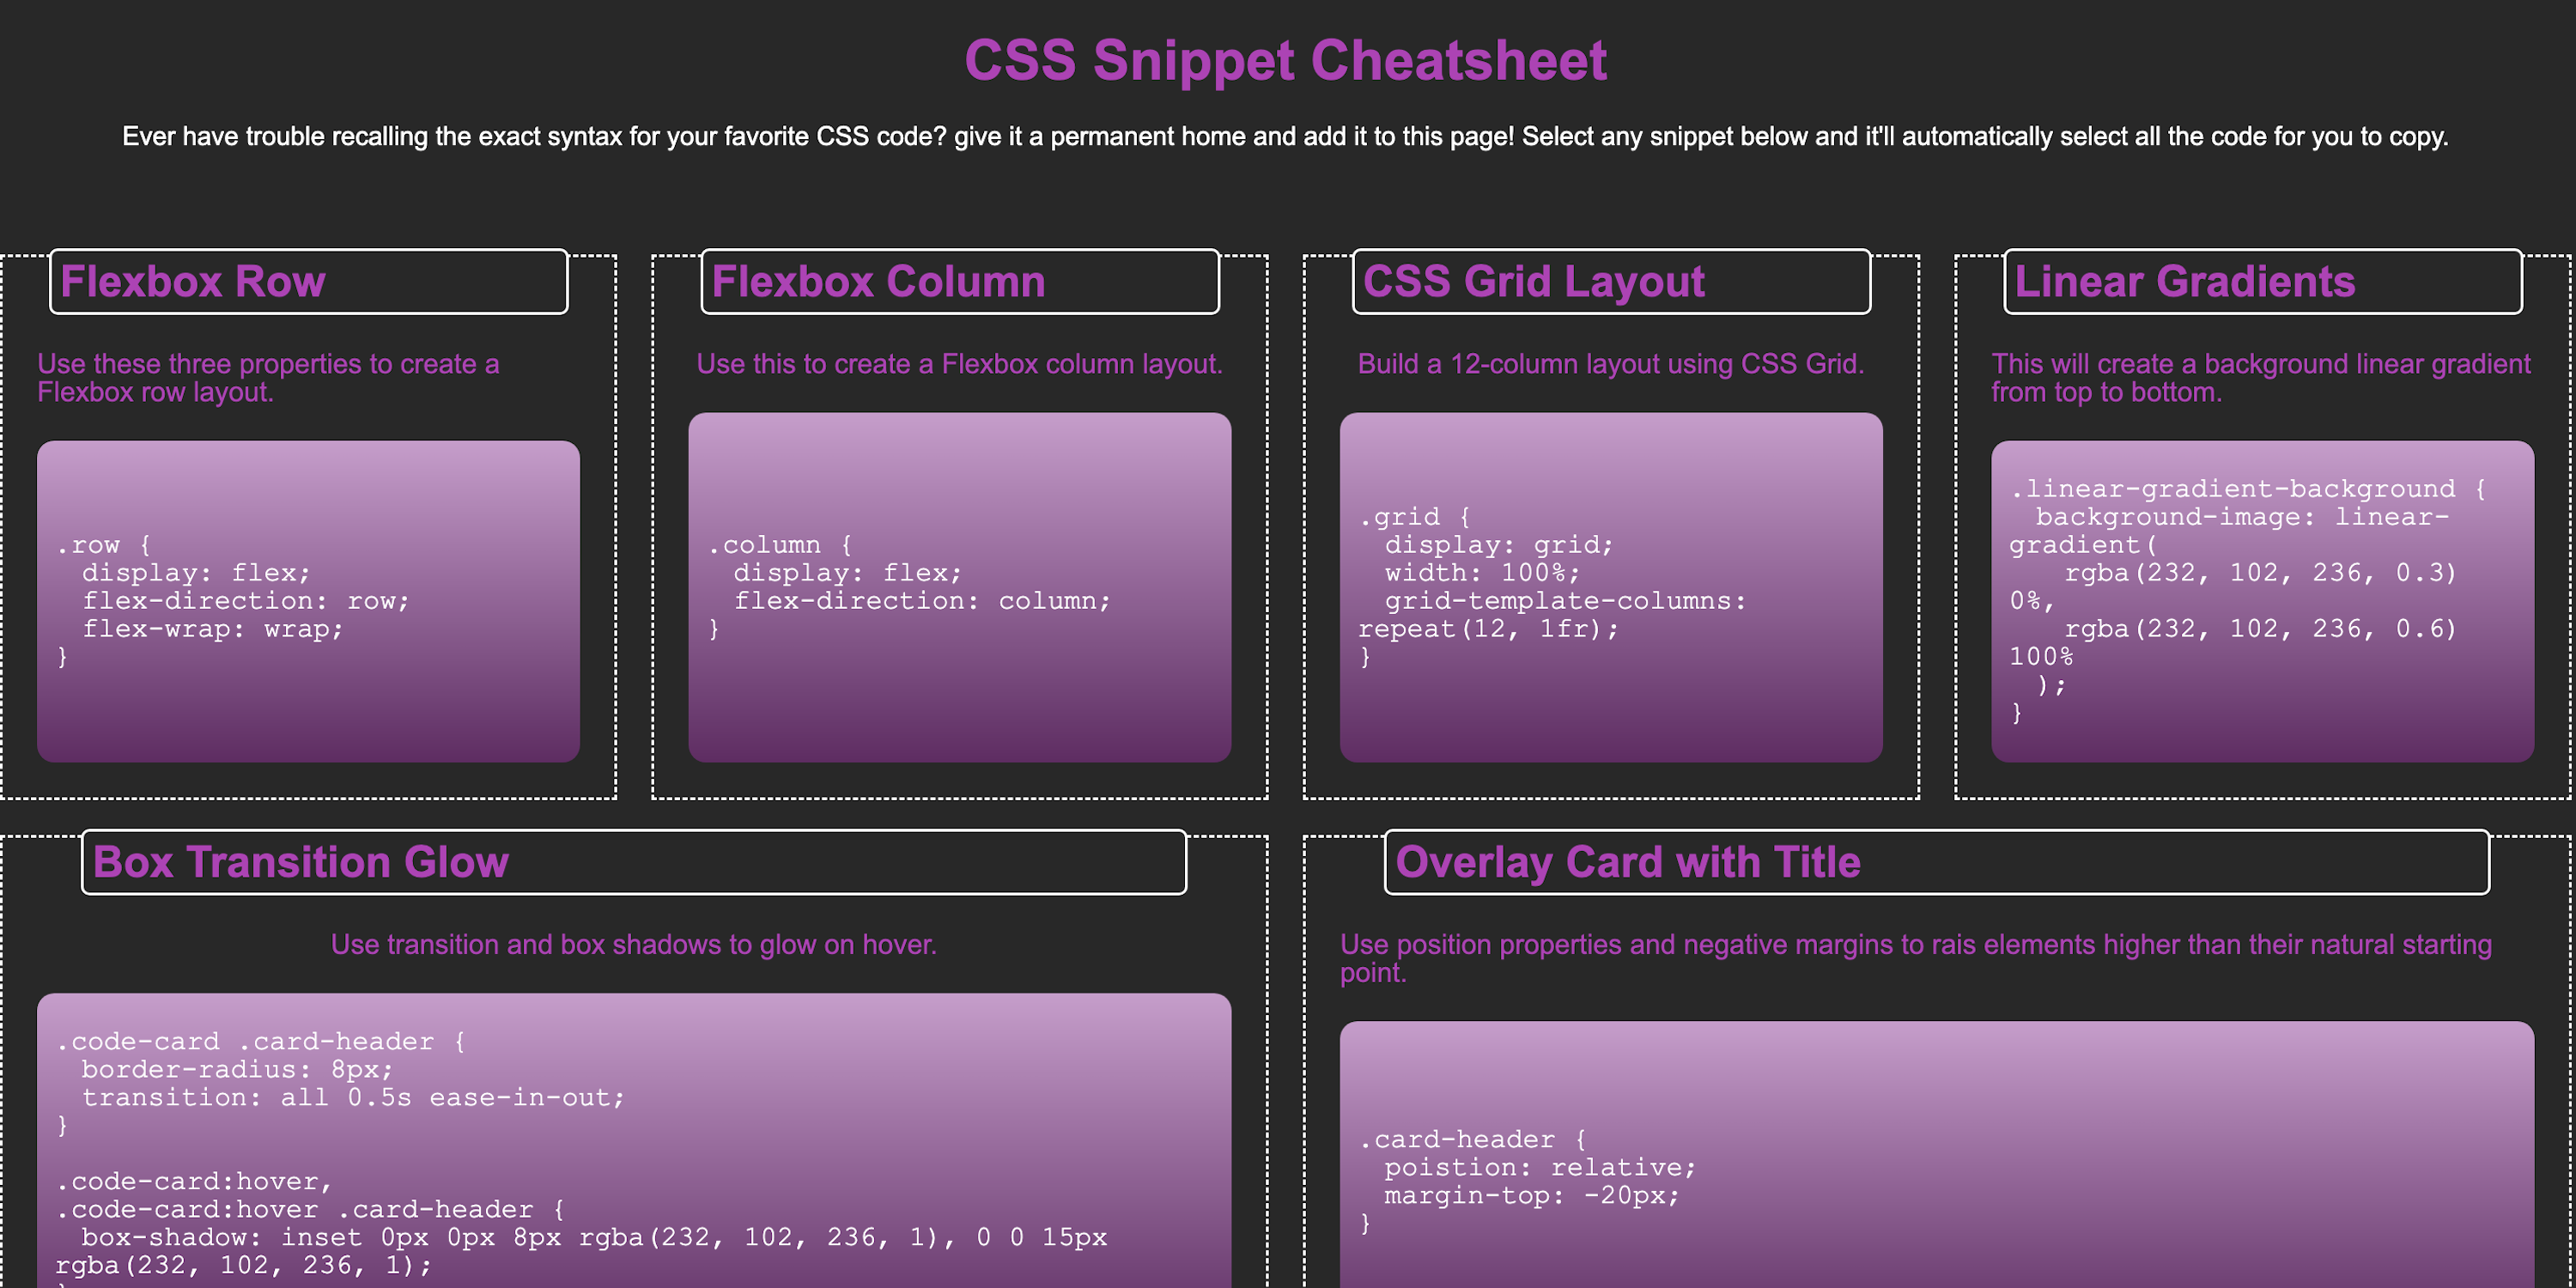 CSS Snippet Cheatsheet
Ever have trouble recalling the exact syntax for your favorite CSS code? give it a permanent home and add it to this page! Select any snippet below and it'll automatically select all the code for you to copy.
Flexbox Row
Use these three properties to create a
Flexbox row layout.
.row {
display: flex;
flex-direction: row;
flex-wrap: wrap;
}
Flexbox Column
Use this to create a Flexbox column layout.
.column {
display: flex;
flex-direction: column;
}
CSS Grid Layout
Build a 12-column layout using CSS Grid.
.grid {
display: grid;
width: 100%;
grid-template-columns:
repeat(12, 1fr);
}
Linear Gradients
This will create a background linear gradient
from top to bottom.
.linear-gradient-background {
background-image: linear-
gradient(
rgba(232, 102, 236, 0.3)
0%,
rgba(232, 102, 236, 0.6)
100%
);
}
Box Transition Glow
Use transition and box shadows to glow on hover.
.code-card .card-header {
border-radius: 8px;
transition: all 0.5s ease-in-out;
}
.code-card:hover,
.code-card:hover .card-header {
box-shadow: inset 0px 0px 8px rgba(232, 102, 236, 1), 0 0 15px
rgba(232, 102, 236, 1);
Overlay Card with Title
Use position properties and negative margins to rais elements higher than their natural starting
point.
.card-header {
poistion: relative;
margin-top: -20px;
}